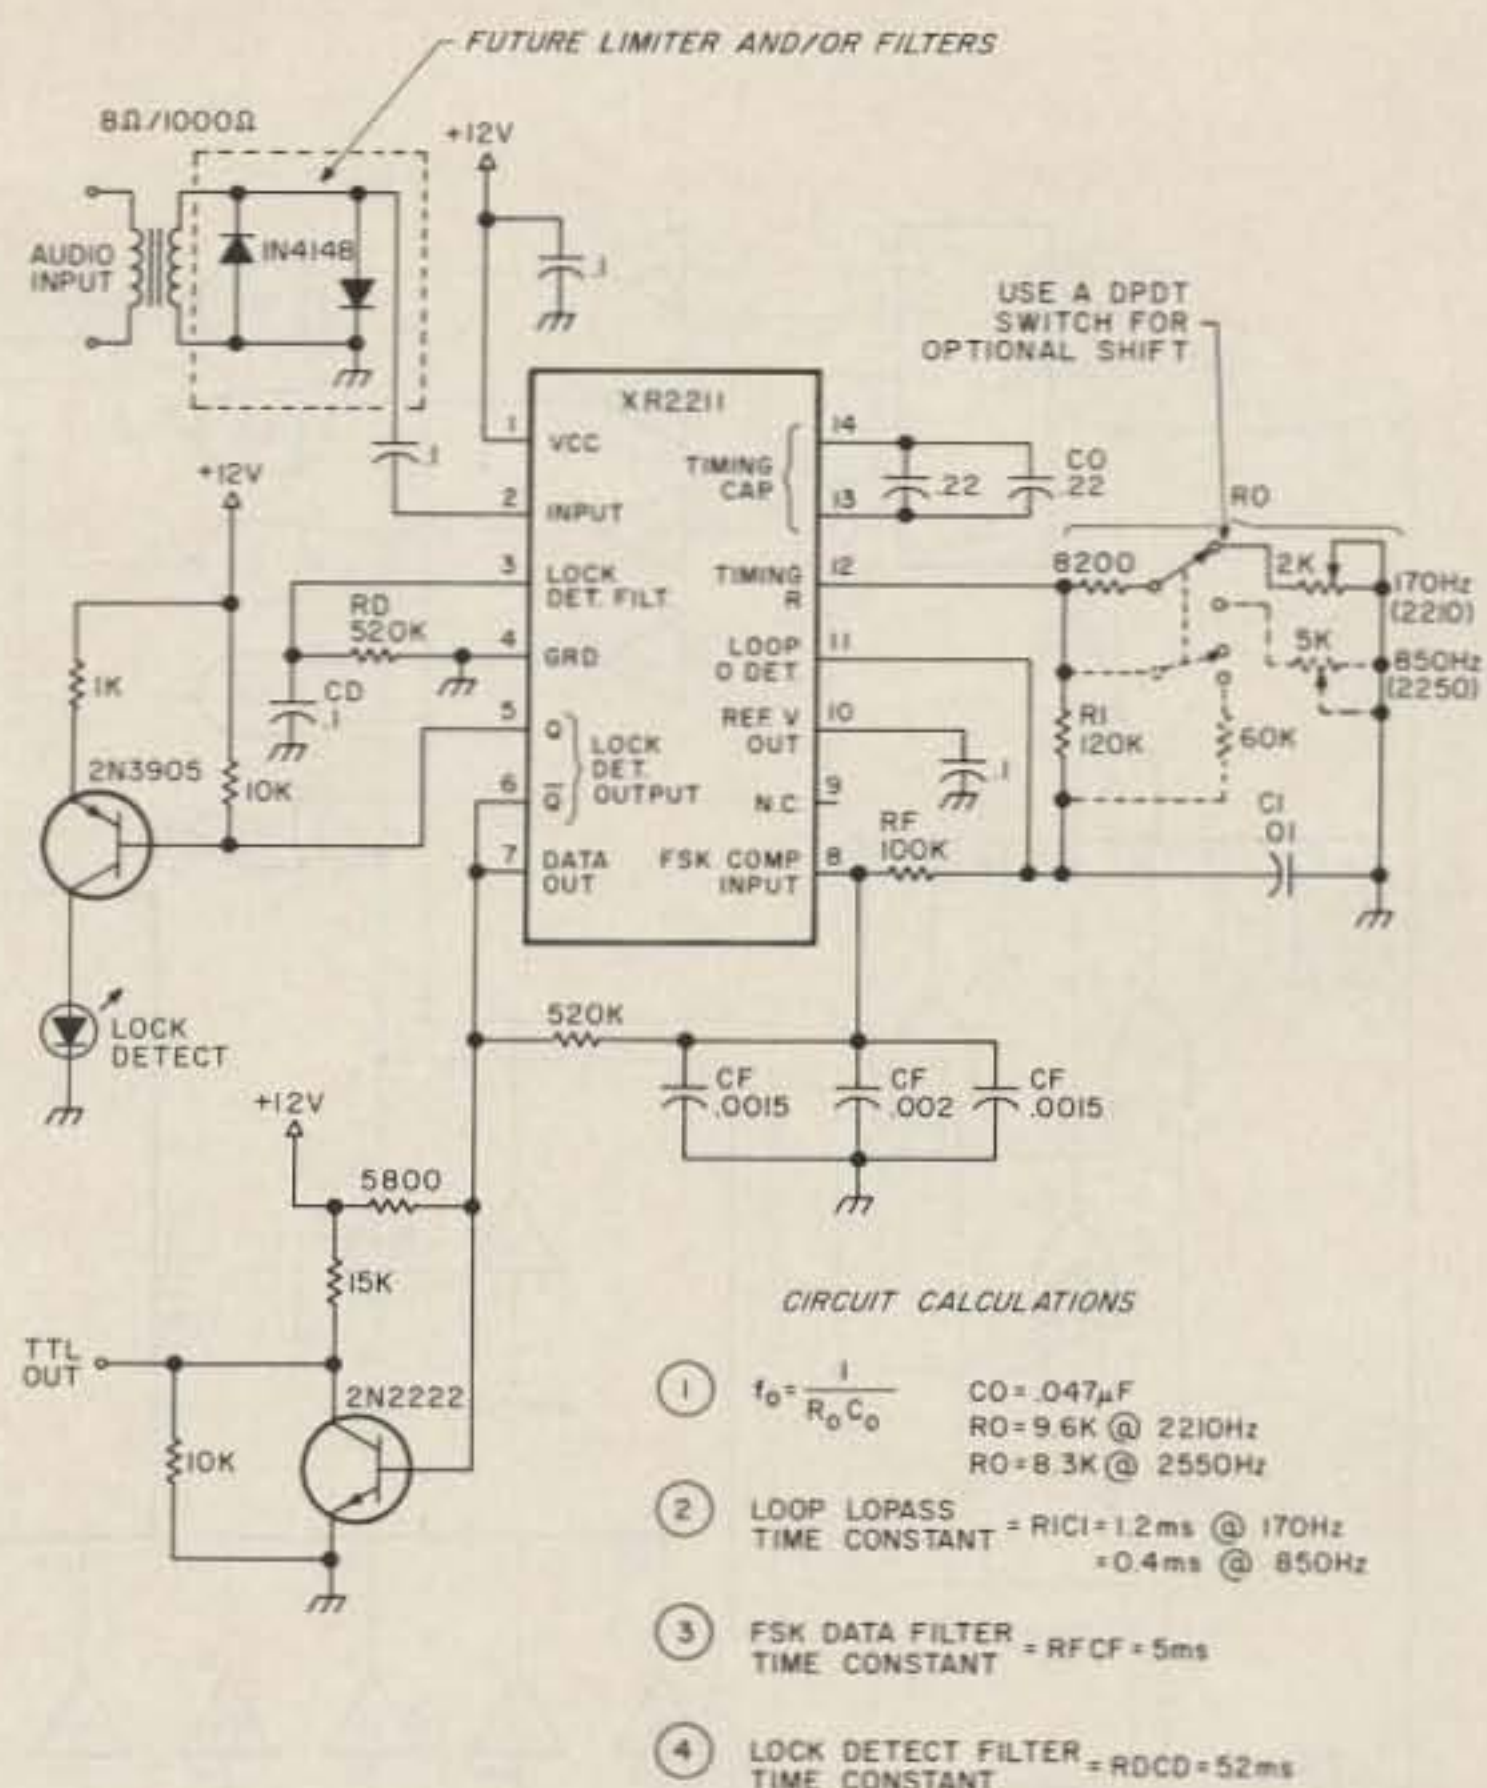 FUTURE LIMITER AND/OR FILTERS
8Ω/1000Ω
+12V
AUDIO
INPUT
1N4148
.1
.1
USE A DPDT
SWITCH FOR
OPTIONAL SHIFT
XR2211
1
VCC
2
INPUT
3
LOCK
DET. FILT.
4
GRD
5
Q
6
Q̅
LOCK
DET.
OUTPUT
7
DATA
OUT
14
TIMING
CAP
13
12
TIMING
R
11
LOOP
O DET.
10
REF. V
OUT
9
N.C.
8
FSK COMP
INPUT
.22
CO
.22
RO
8200
2K
170Hz
(2210)
5K
850Hz
(2250)
R1
120K
60K
.1
RF
100K
C1
.01
+12V
RD
520K
CD
.1
1K
2N3905
10K
LOCK
DETECT
520K
CF
.0015
CF
.002
CF
.0015
+12V
5800
15K
TTL
OUT
2N2222
10K
CIRCUIT CALCULATIONS
1 f₀ = 1 / R₀C₀
CO = .047µF
RO = 9.6K @ 2210Hz
RO = 8.3K @ 2550Hz
2 LOOP LOPASS
TIME CONSTANT = R1C1 = 1.2ms @ 170Hz
= 0.4ms @ 850Hz
3 FSK DATA FILTER
TIME CONSTANT = RFCF = 5ms
4 LOCK DETECT FILTER
TIME CONSTANT = RDCD = 52ms